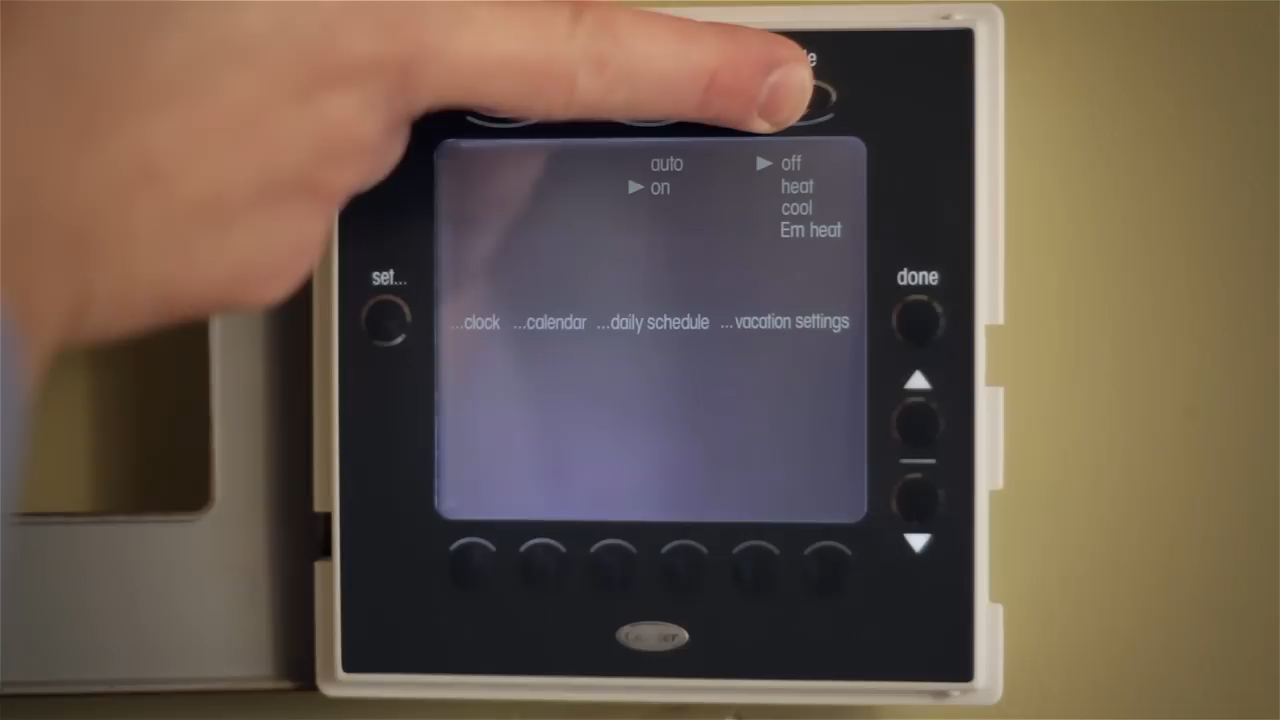 auto
▶ off
▶ on
heat
cool
Em heat
set...
done
...clock ...calendar ...daily schedule ...vacation settings